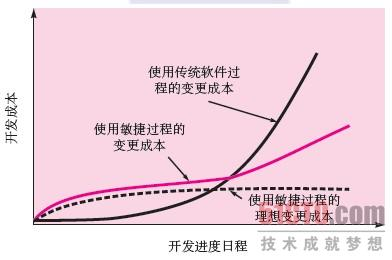 使用传统软件过
程的变更成本
使用敏捷过程的
变更成本
使用敏捷过程的
理想变更成本
开发成本
开发进度日程
51CTO.com
技术成就梦想